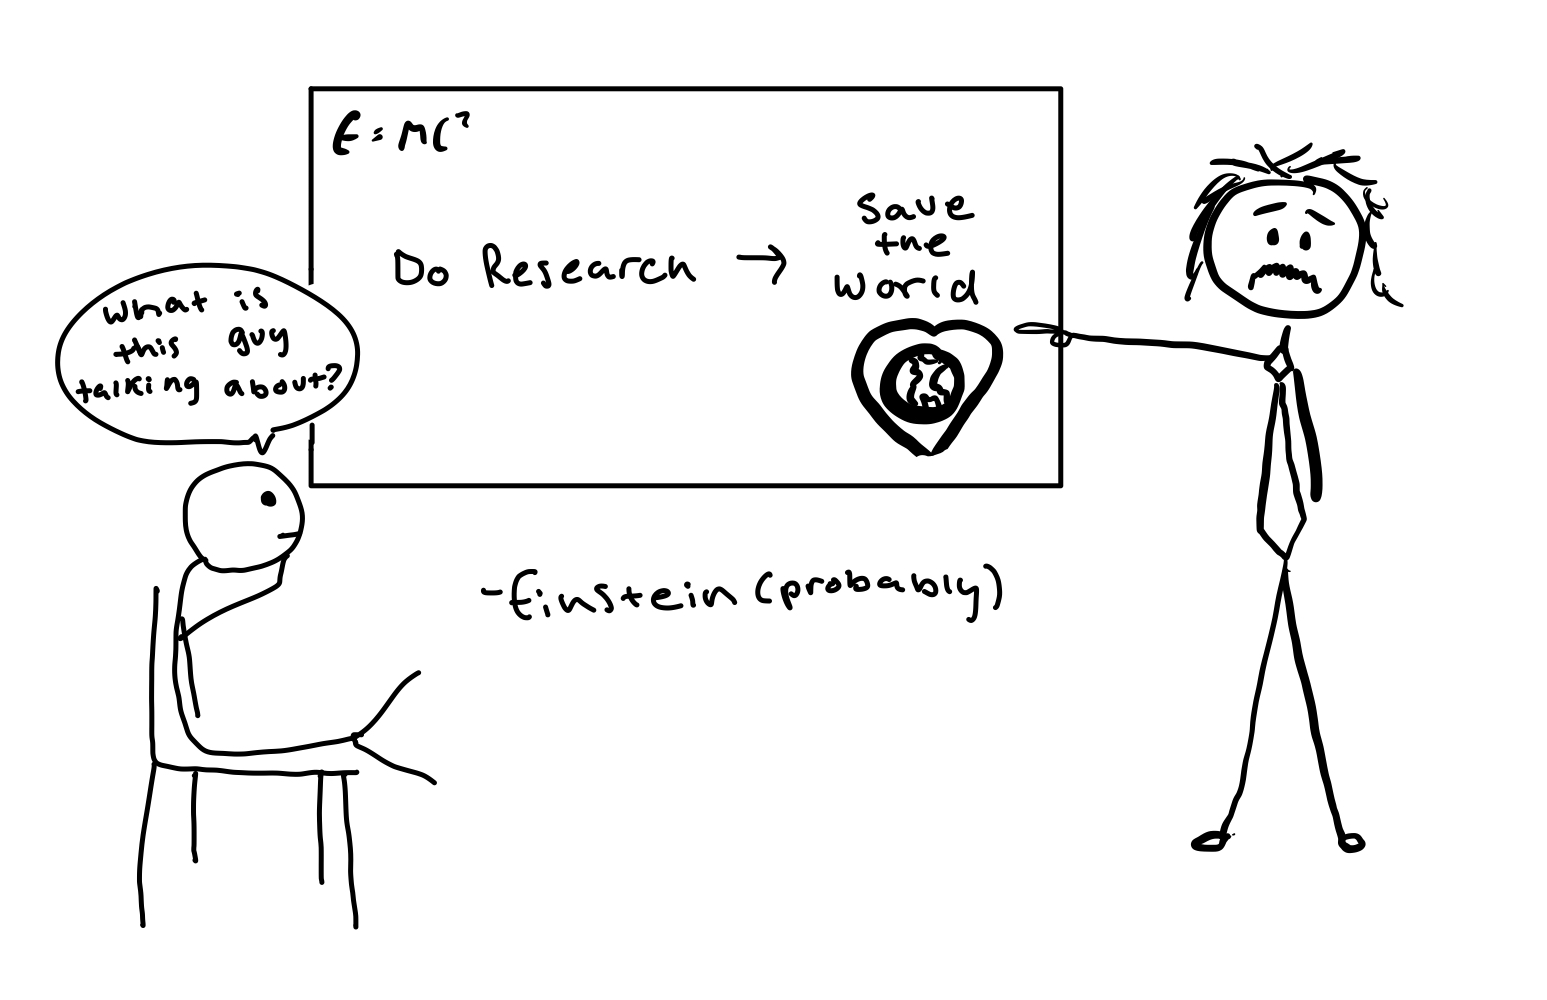 E = MC²
Do Research →
Save
the
World
What is
this guy
talking about?
-Einstein (probably)